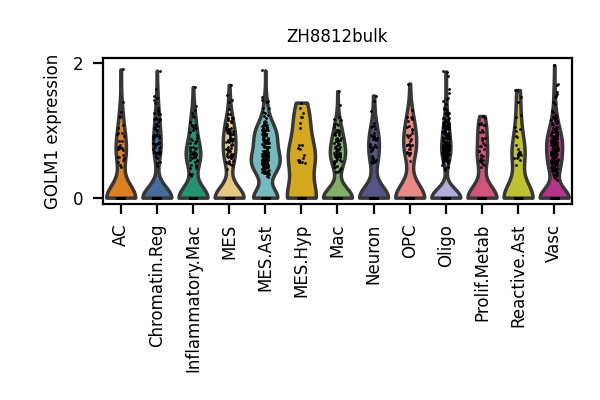 ZH8812bulk
GOLM1 expression
2
0
AC
Chromatin.Reg
Inflammatory.Mac
MES
MES.Ast
MES.Hyp
Mac
Neuron
OPC
Oligo
Prolif.Metab
Reactive.Ast
Vasc